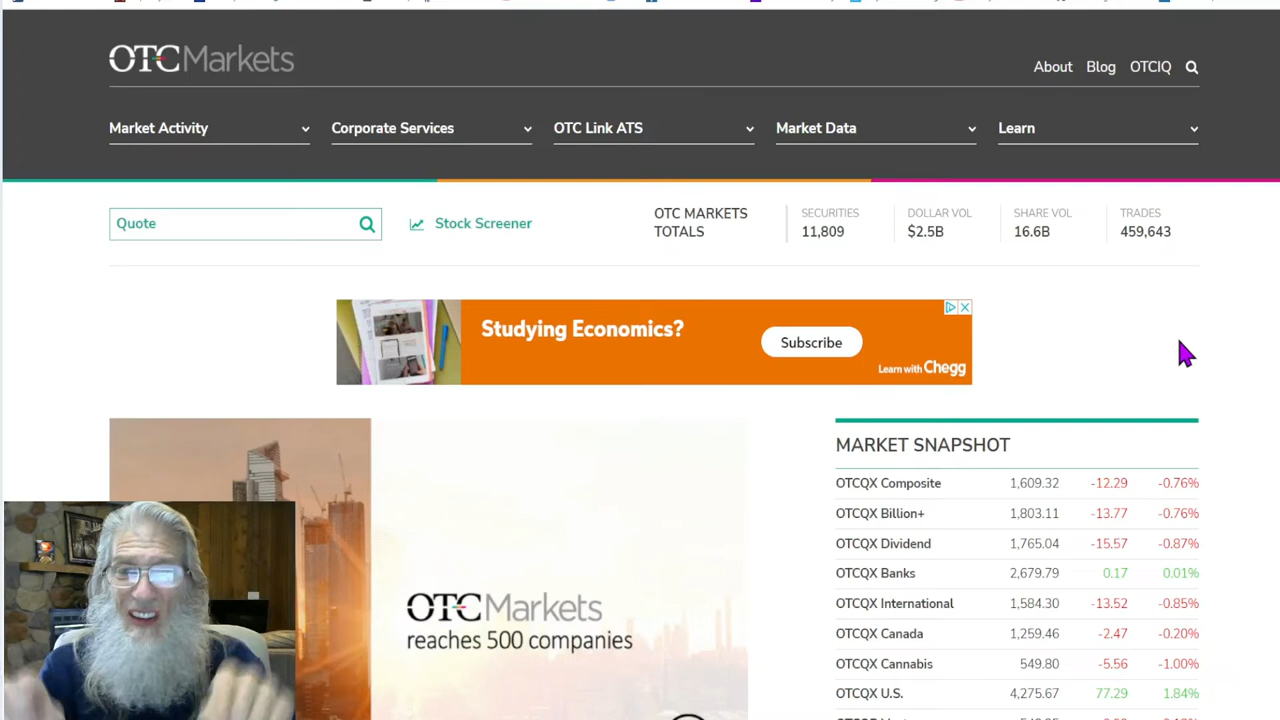 OTCMarkets
About Blog OTCIQ
Market Activity Corporate Services OTC Link ATS Market Data Learn
Quote Stock Screener
OTC MARKETS TOTALS
SECURITIES 11,809
DOLLAR VOL $2.5B
SHARE VOL 16.6B
TRADES 459,643
Studying Economics?
Subscribe
Learn with Chegg
OTCMarkets
reaches 500 companies
MARKET SNAPSHOT
OTCQX Composite 1,609.32 -12.29 -0.76%
OTCQX Billion+ 1,803.11 -13.77 -0.76%
OTCQX Dividend 1,765.04 -15.57 -0.87%
OTCQX Banks 2,679.79 0.17 0.01%
OTCQX International 1,584.30 -13.52 -0.85%
OTCQX Canada 1,259.46 -2.47 -0.20%
OTCQX Cannabis 549.80 -5.56 -1.00%
OTCQX U.S. 4,275.67 77.29 1.84%